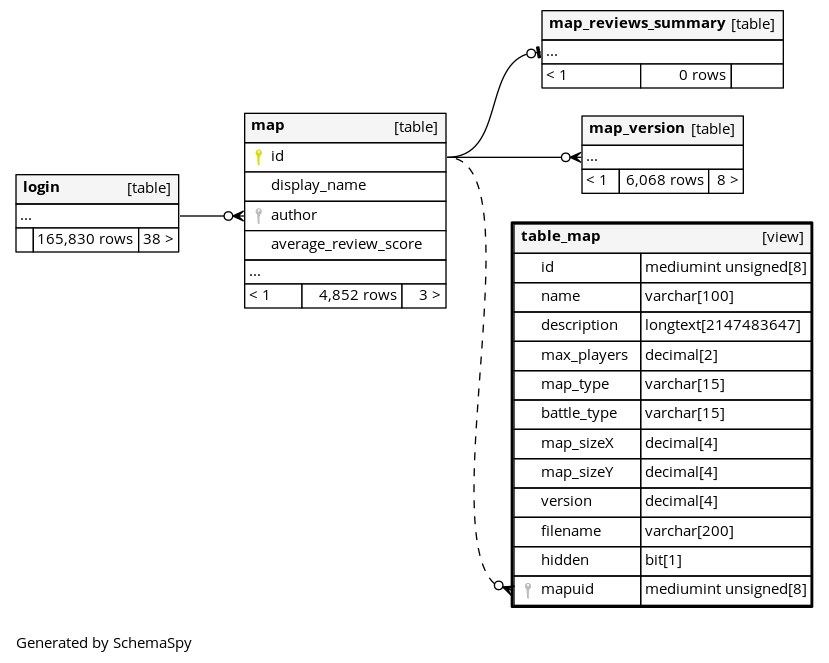 map_reviews_summary [table]
...
< 1 0 rows
map [table]
id
display_name
author
average_review_score
...
< 1 4,852 rows 3 >
map_version [table]
...
< 1 6,068 rows 8 >
login [table]
...
165,830 rows 38 >
table_map [view]
id mediumint unsigned[8]
name varchar[100]
description longtext[2147483647]
max_players decimal[2]
map_type varchar[15]
battle_type varchar[15]
map_sizeX decimal[4]
map_sizeY decimal[4]
version decimal[4]
filename varchar[200]
hidden bit[1]
mapuid mediumint unsigned[8]
Generated by SchemaSpy